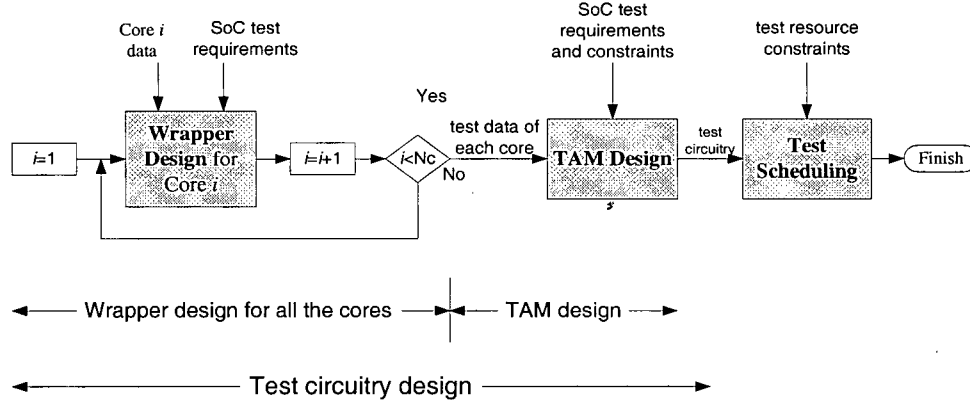 Core i
data
SoC test
requirements
SoC test
requirements
and constraints
test resource
constraints
Yes
i=1
Wrapper
Design for
Core i
i=i+1
i<Nc
No
test data of
each core
TAM Design
test
circuitry
Test
Scheduling
Finish
Wrapper design for all the cores
TAM design
Test circuitry design